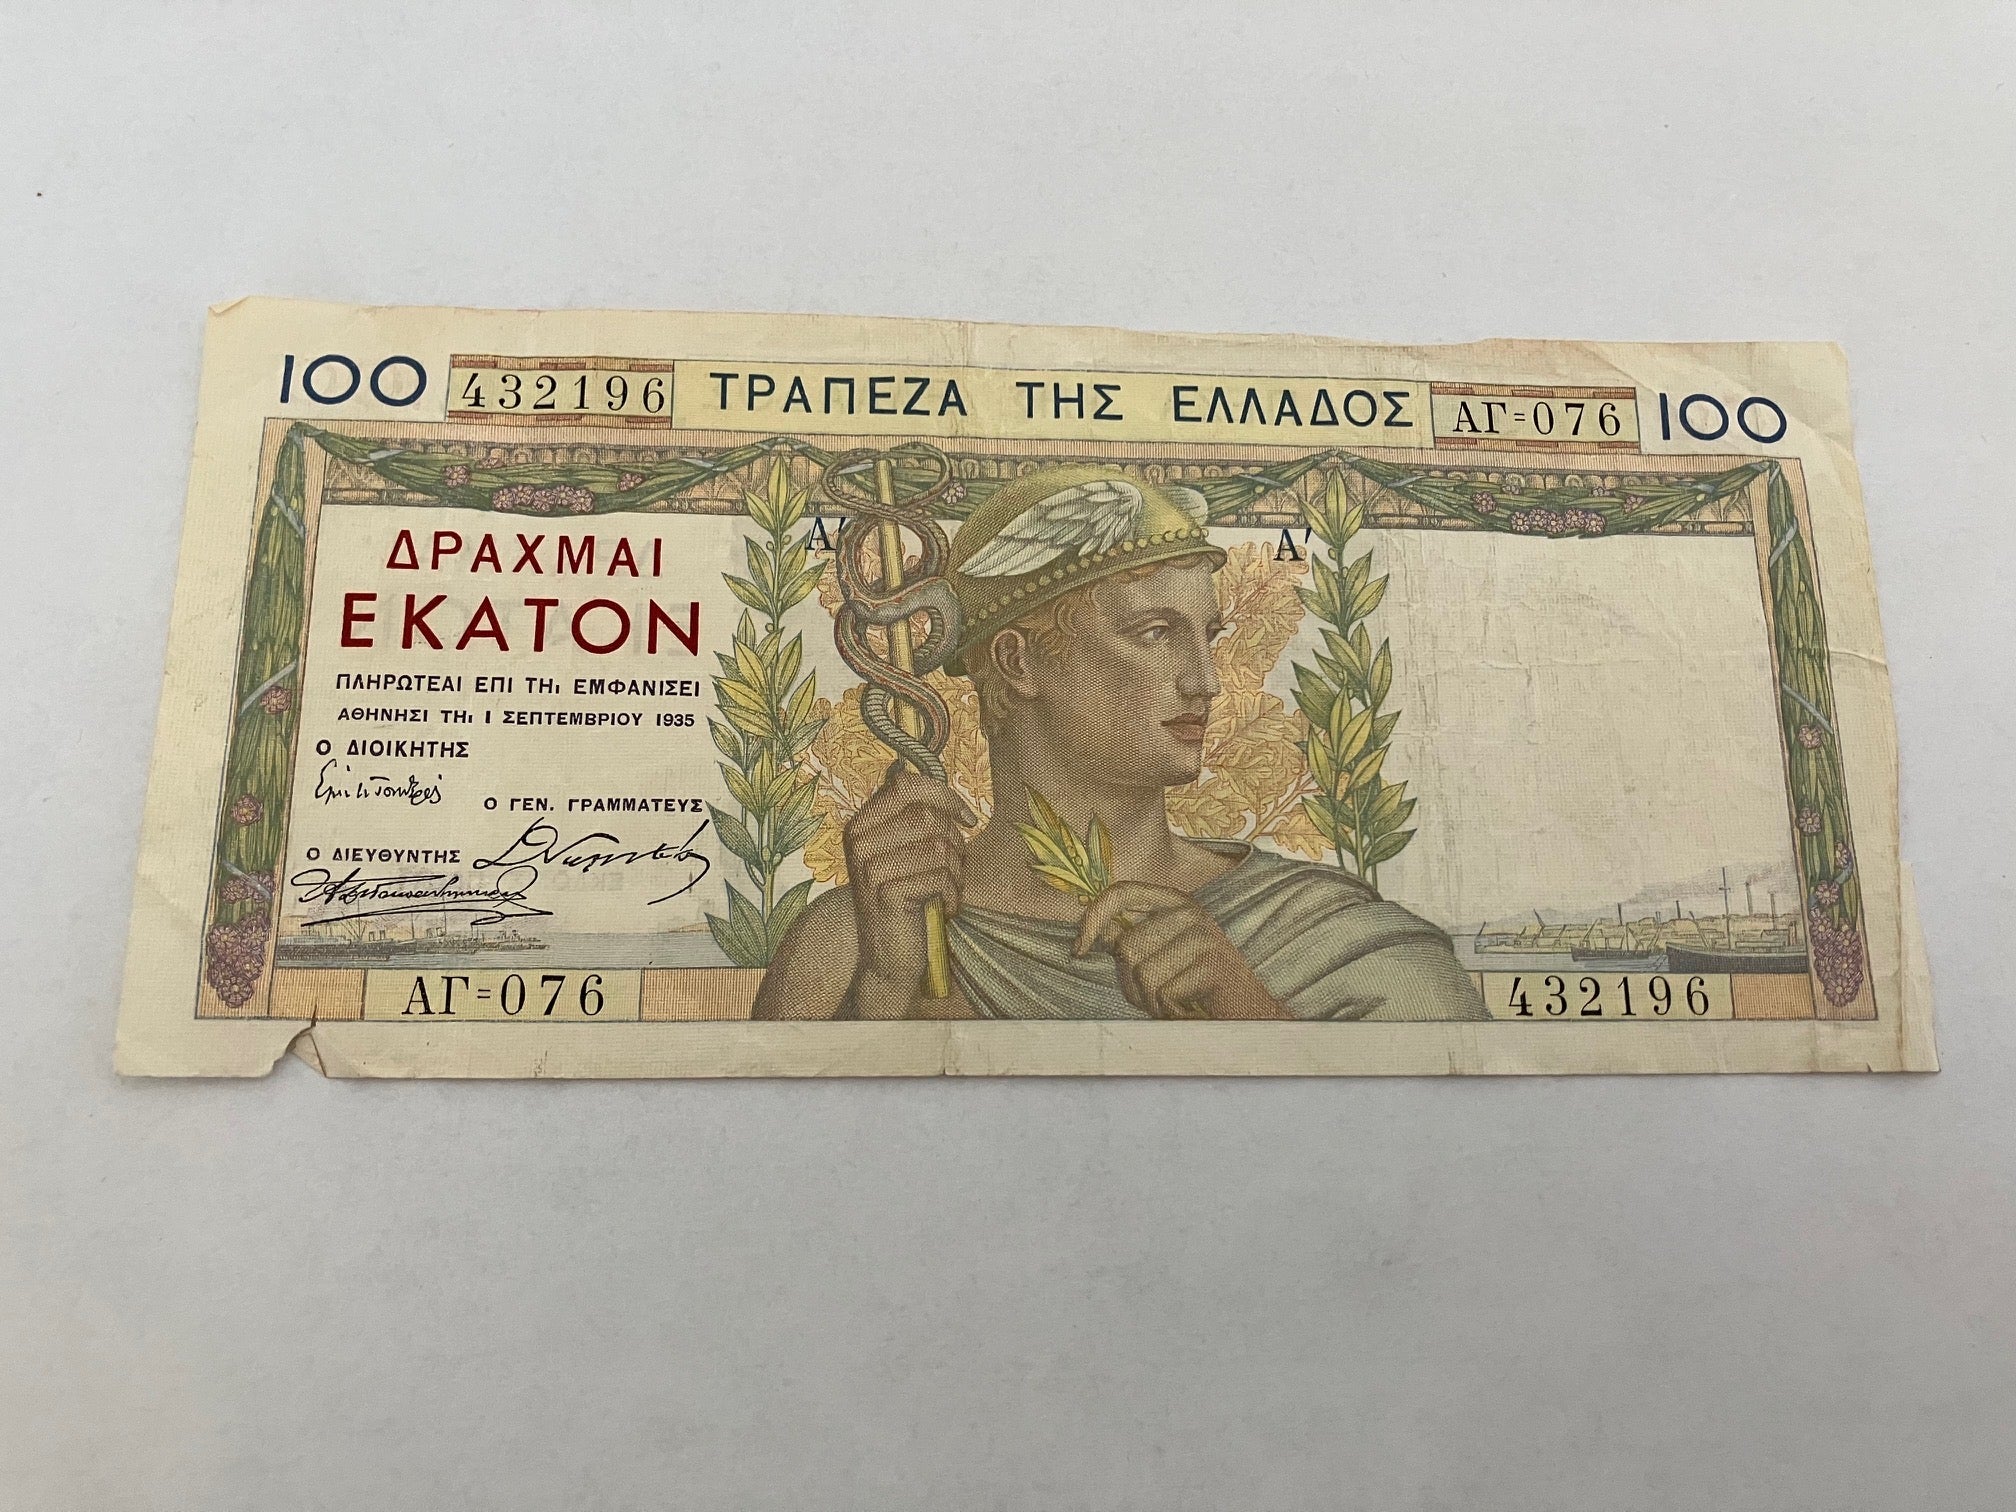 100 432196 ΤΡΑΠΕΖΑ ΤΗΣ ΕΛΛΑΔΟΣ ΑΓ=076 100
Α' Α'
ΔΡΑΧΜΑΙ
ΕΚΑΤΟΝ
ΠΛΗΡΩΤΕΑΙ ΕΠΙ ΤΗι ΕΜΦΑΝΙΣΕΙ
ΑΘΗΝΗΣΙ ΤΗι 1 ΣΕΠΤΕΜΒΡΙΟΥ 1935
Ο ΔΙΟΙΚΗΤΗΣ
Ο ΓΕΝ. ΓΡΑΜΜΑΤΕΥΣ
Ο ΔΙΕΥΘΥΝΤΗΣ
ΑΓ=076 432196